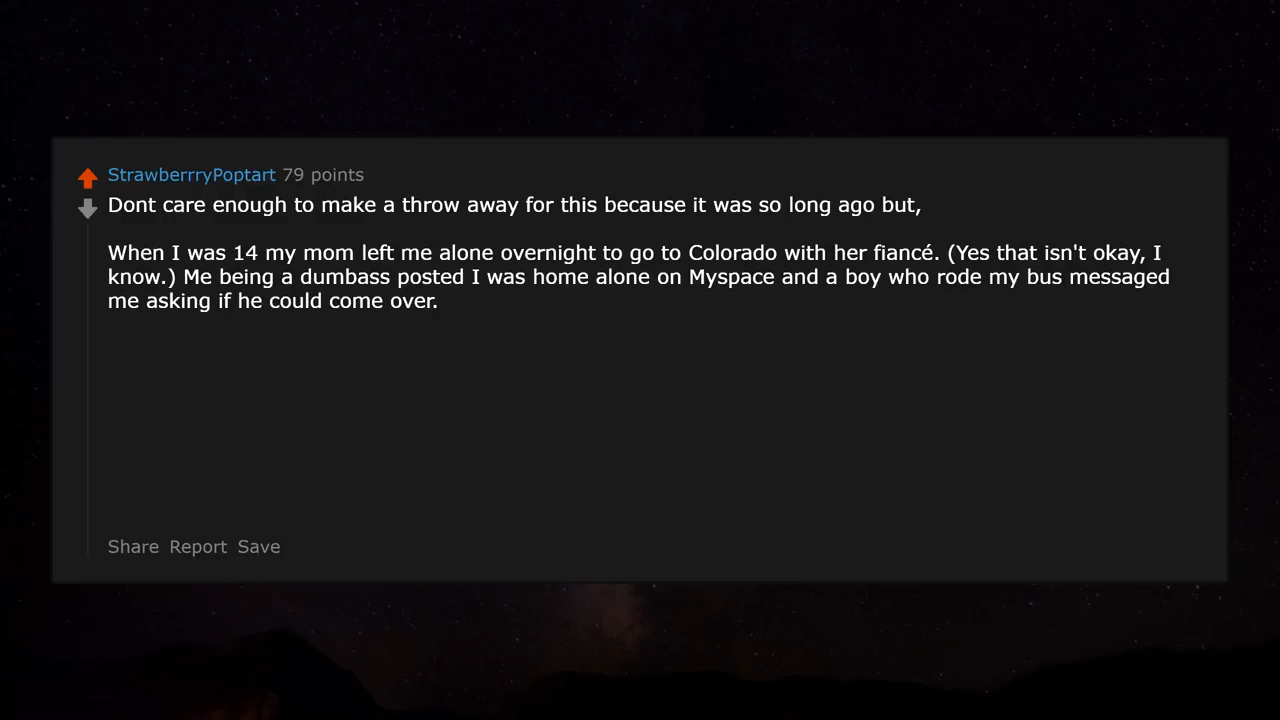 StrawberrryPoptart 79 points
Dont care enough to make a throw away for this because it was so long ago but,
When I was 14 my mom left me alone overnight to go to Colorado with her fiancé. (Yes that isn't okay, I
know.) Me being a dumbass posted I was home alone on Myspace and a boy who rode my bus messaged
me asking if he could come over.
Share Report Save